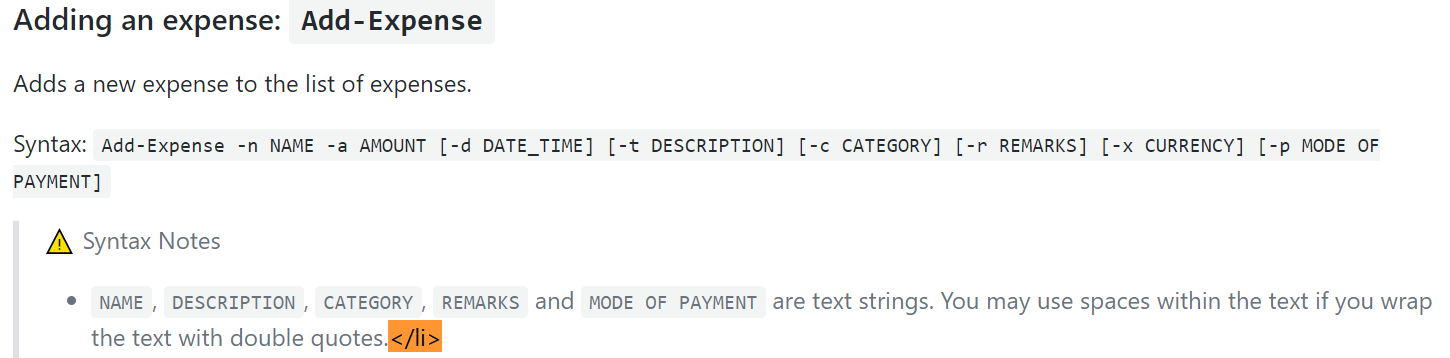 Adding an expense: Add-Expense
Adds a new expense to the list of expenses.
Syntax: Add-Expense -n NAME -a AMOUNT [-d DATE_TIME] [-t DESCRIPTION] [-c CATEGORY] [-r REMARKS] [-x CURRENCY] [-p MODE OF
PAYMENT]
Syntax Notes
• NAME, DESCRIPTION, CATEGORY, REMARKS and MODE OF PAYMENT are text strings. You may use spaces within the text if you wrap
the text with double quotes.</li>